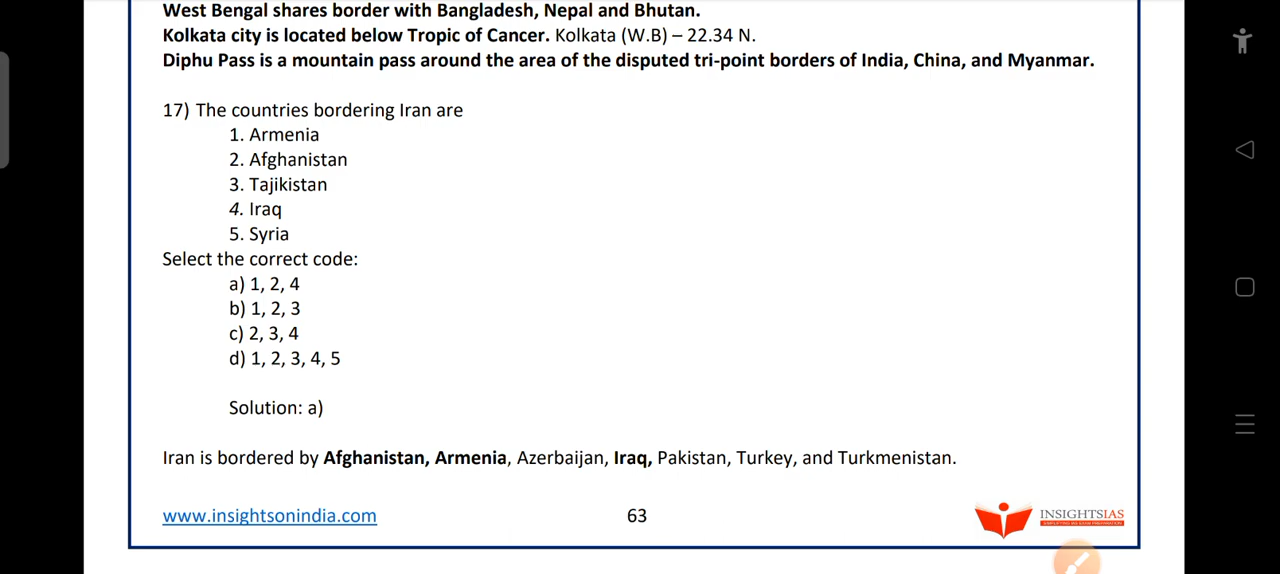 West Bengal shares border with Bangladesh, Nepal and Bhutan.
Kolkata city is located below Tropic of Cancer. Kolkata (W.B) – 22.34 N.
Diphu Pass is a mountain pass around the area of the disputed tri-point borders of India, China, and Myanmar.
17) The countries bordering Iran are
1. Armenia
2. Afghanistan
3. Tajikistan
4. Iraq
5. Syria
Select the correct code:
a) 1, 2, 4
b) 1, 2, 3
c) 2, 3, 4
d) 1, 2, 3, 4, 5
Solution: a)
Iran is bordered by Afghanistan, Armenia, Azerbaijan, Iraq, Pakistan, Turkey, and Turkmenistan.
www.insightsonindia.com
63
INSIGHTSIAS
SIMPLIFYING IAS EXAM PREPARATION